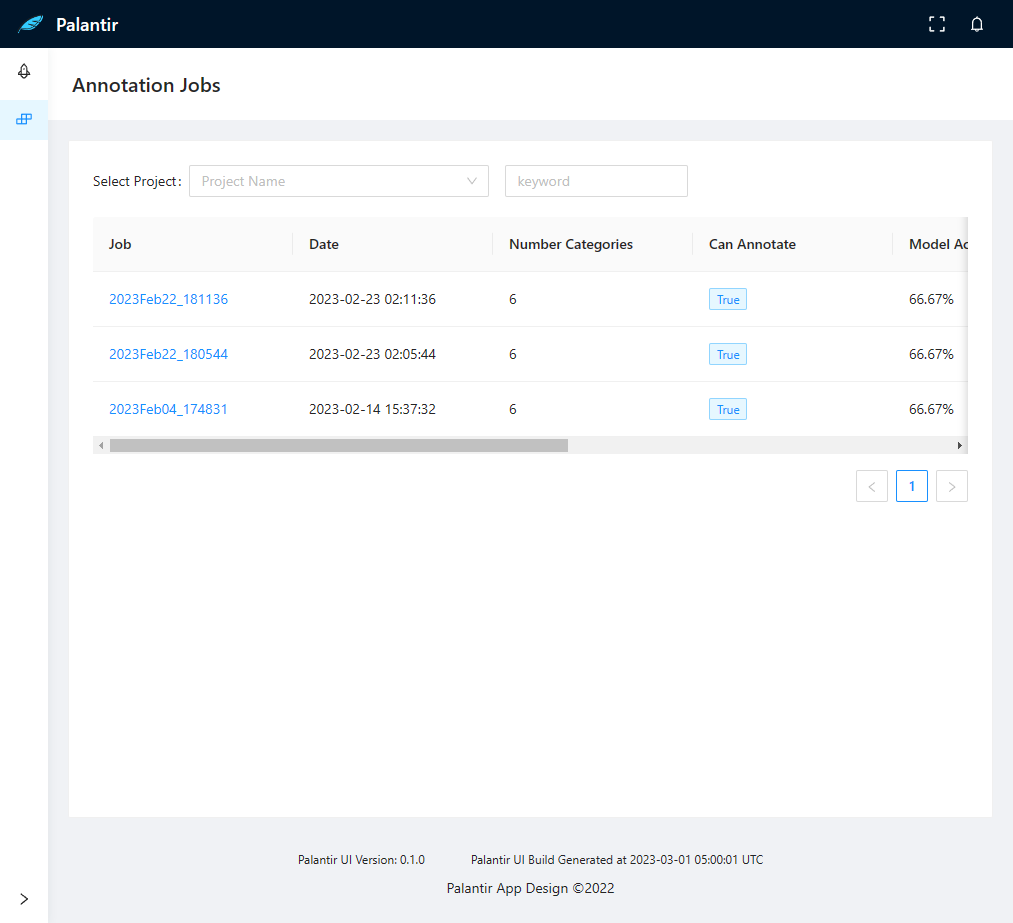 Palantir
Annotation Jobs
Select Project: Project Name keyword
Job Date Number Categories Can Annotate Model Ac
2023Feb22_181136 2023-02-23 02:11:36 6 True 66.67%
2023Feb22_180544 2023-02-23 02:05:44 6 True 66.67%
2023Feb04_174831 2023-02-14 15:37:32 6 True 66.67%
< 1 >
Palantir UI Version: 0.1.0 Palantir UI Build Generated at 2023-03-01 05:00:01 UTC
Palantir App Design ©2022